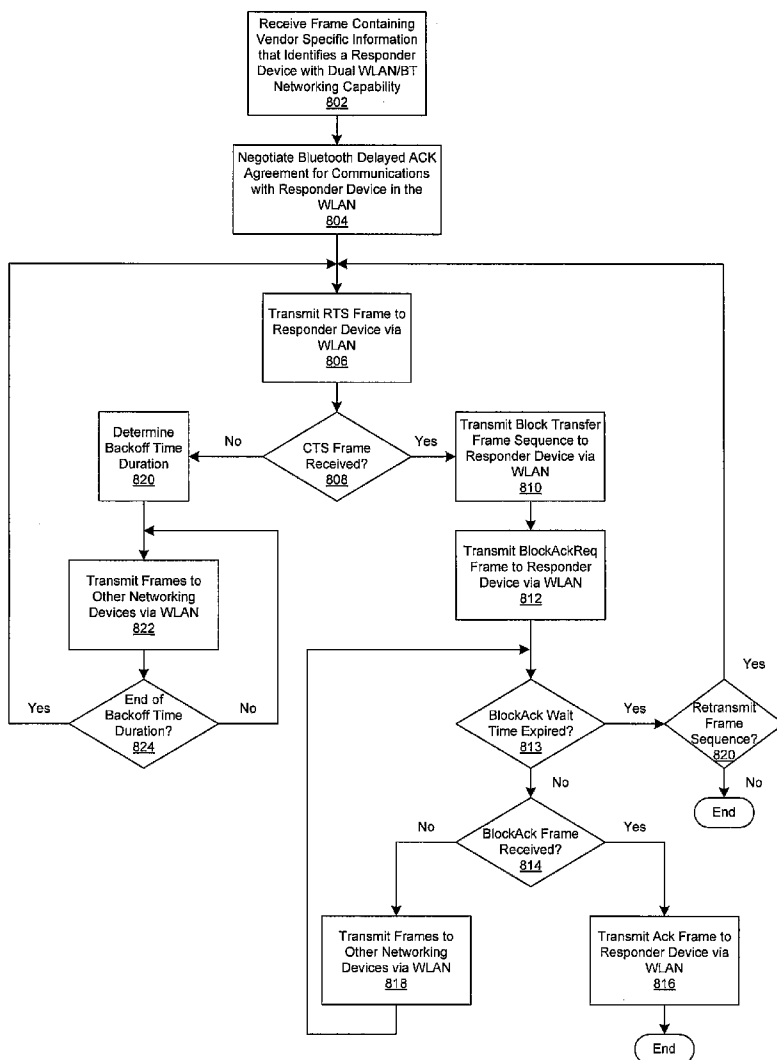 Receive Frame Containing
Vendor Specific Information
that Identifies a Responder
Device with Dual WLAN/BT
Networking Capability
802
Negotiate Bluetooth Delayed ACK
Agreement for Communications
with Responder Device in the
WLAN
804
Transmit RTS Frame to
Responder Device via
WLAN
806
Determine
Backoff Time
Duration
820
No
CTS Frame
Received?
808
Yes
Transmit Block Transfer
Frame Sequence to
Responder Device via
WLAN
810
Transmit Frames to
Other Networking
Devices via WLAN
822
Transmit BlockAckReq
Frame to Responder
Device via WLAN
812
Yes
End of
Backoff Time
Duration?
824
No
BlockAck Wait
Time Expired?
813
Yes
Retransmit
Frame
Sequence?
820
Yes
No
End
No
No
BlockAck Frame
Received?
814
Yes
Transmit Frames to
Other Networking
Devices via WLAN
818
Transmit Ack Frame to
Responder Device via
WLAN
816
End